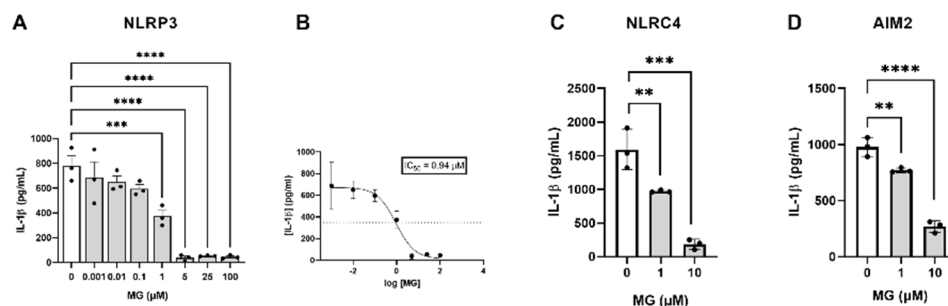 A
NLRP3
****
****
****
***
1000
800
600
400
200
0
IL-1β (pg/mL)
0 0.001 0.01 0.1 1 5 25 100
MG (μM)
B
IC50 = 0.94 μM
1000
800
600
400
200
0
[IL-1β] (pg/ml)
-2 0 2 4
log [MG]
C
NLRC4
***
**
2500
2000
1500
1000
500
0
IL-1β (pg/mL)
0 1 10
MG (μM)
D
AIM2
****
**
1500
1000
500
0
IL-1β (pg/mL)
0 1 10
MG (μM)